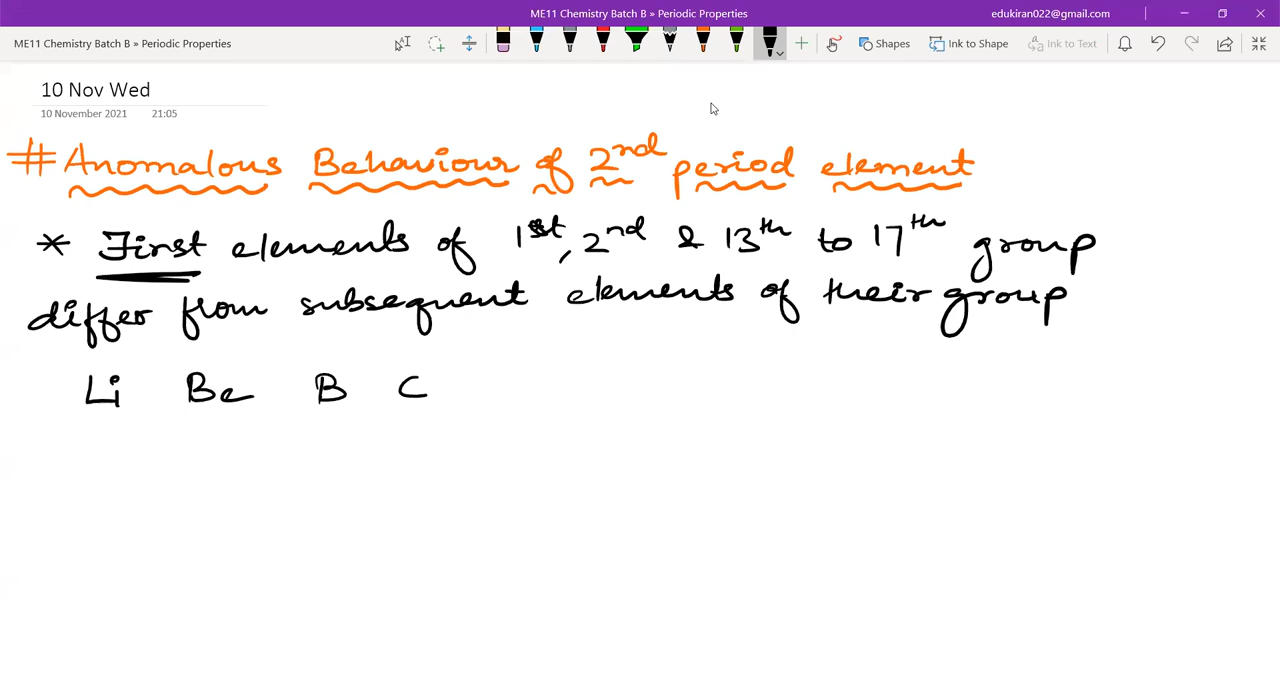 ME11 Chemistry Batch B » Periodic Properties
edukiran022@gmail.com
ME11 Chemistry Batch B » Periodic Properties
Shapes
Ink to Shape
Ink to Text
10 Nov Wed
10 November 2021 21:05
# Anomalous Behaviour of 2nd period element
* First elements of 1st, 2nd & 13th to 17th group
differ from subsequent elements of their group
Li Be B C